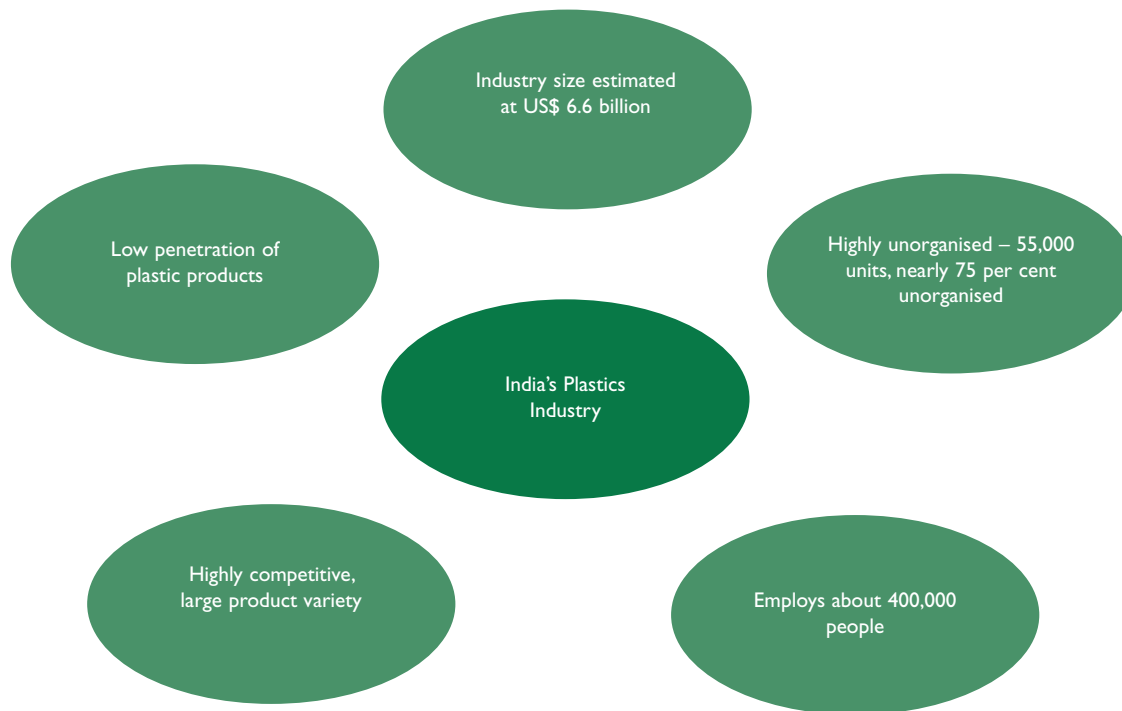 Industry size estimated
at US$ 6.6 billion
Low penetration of
plastic products
Highly unorganised – 55,000
units, nearly 75 per cent
unorganised
India’s Plastics
Industry
Highly competitive,
large product variety
Employs about 400,000
people